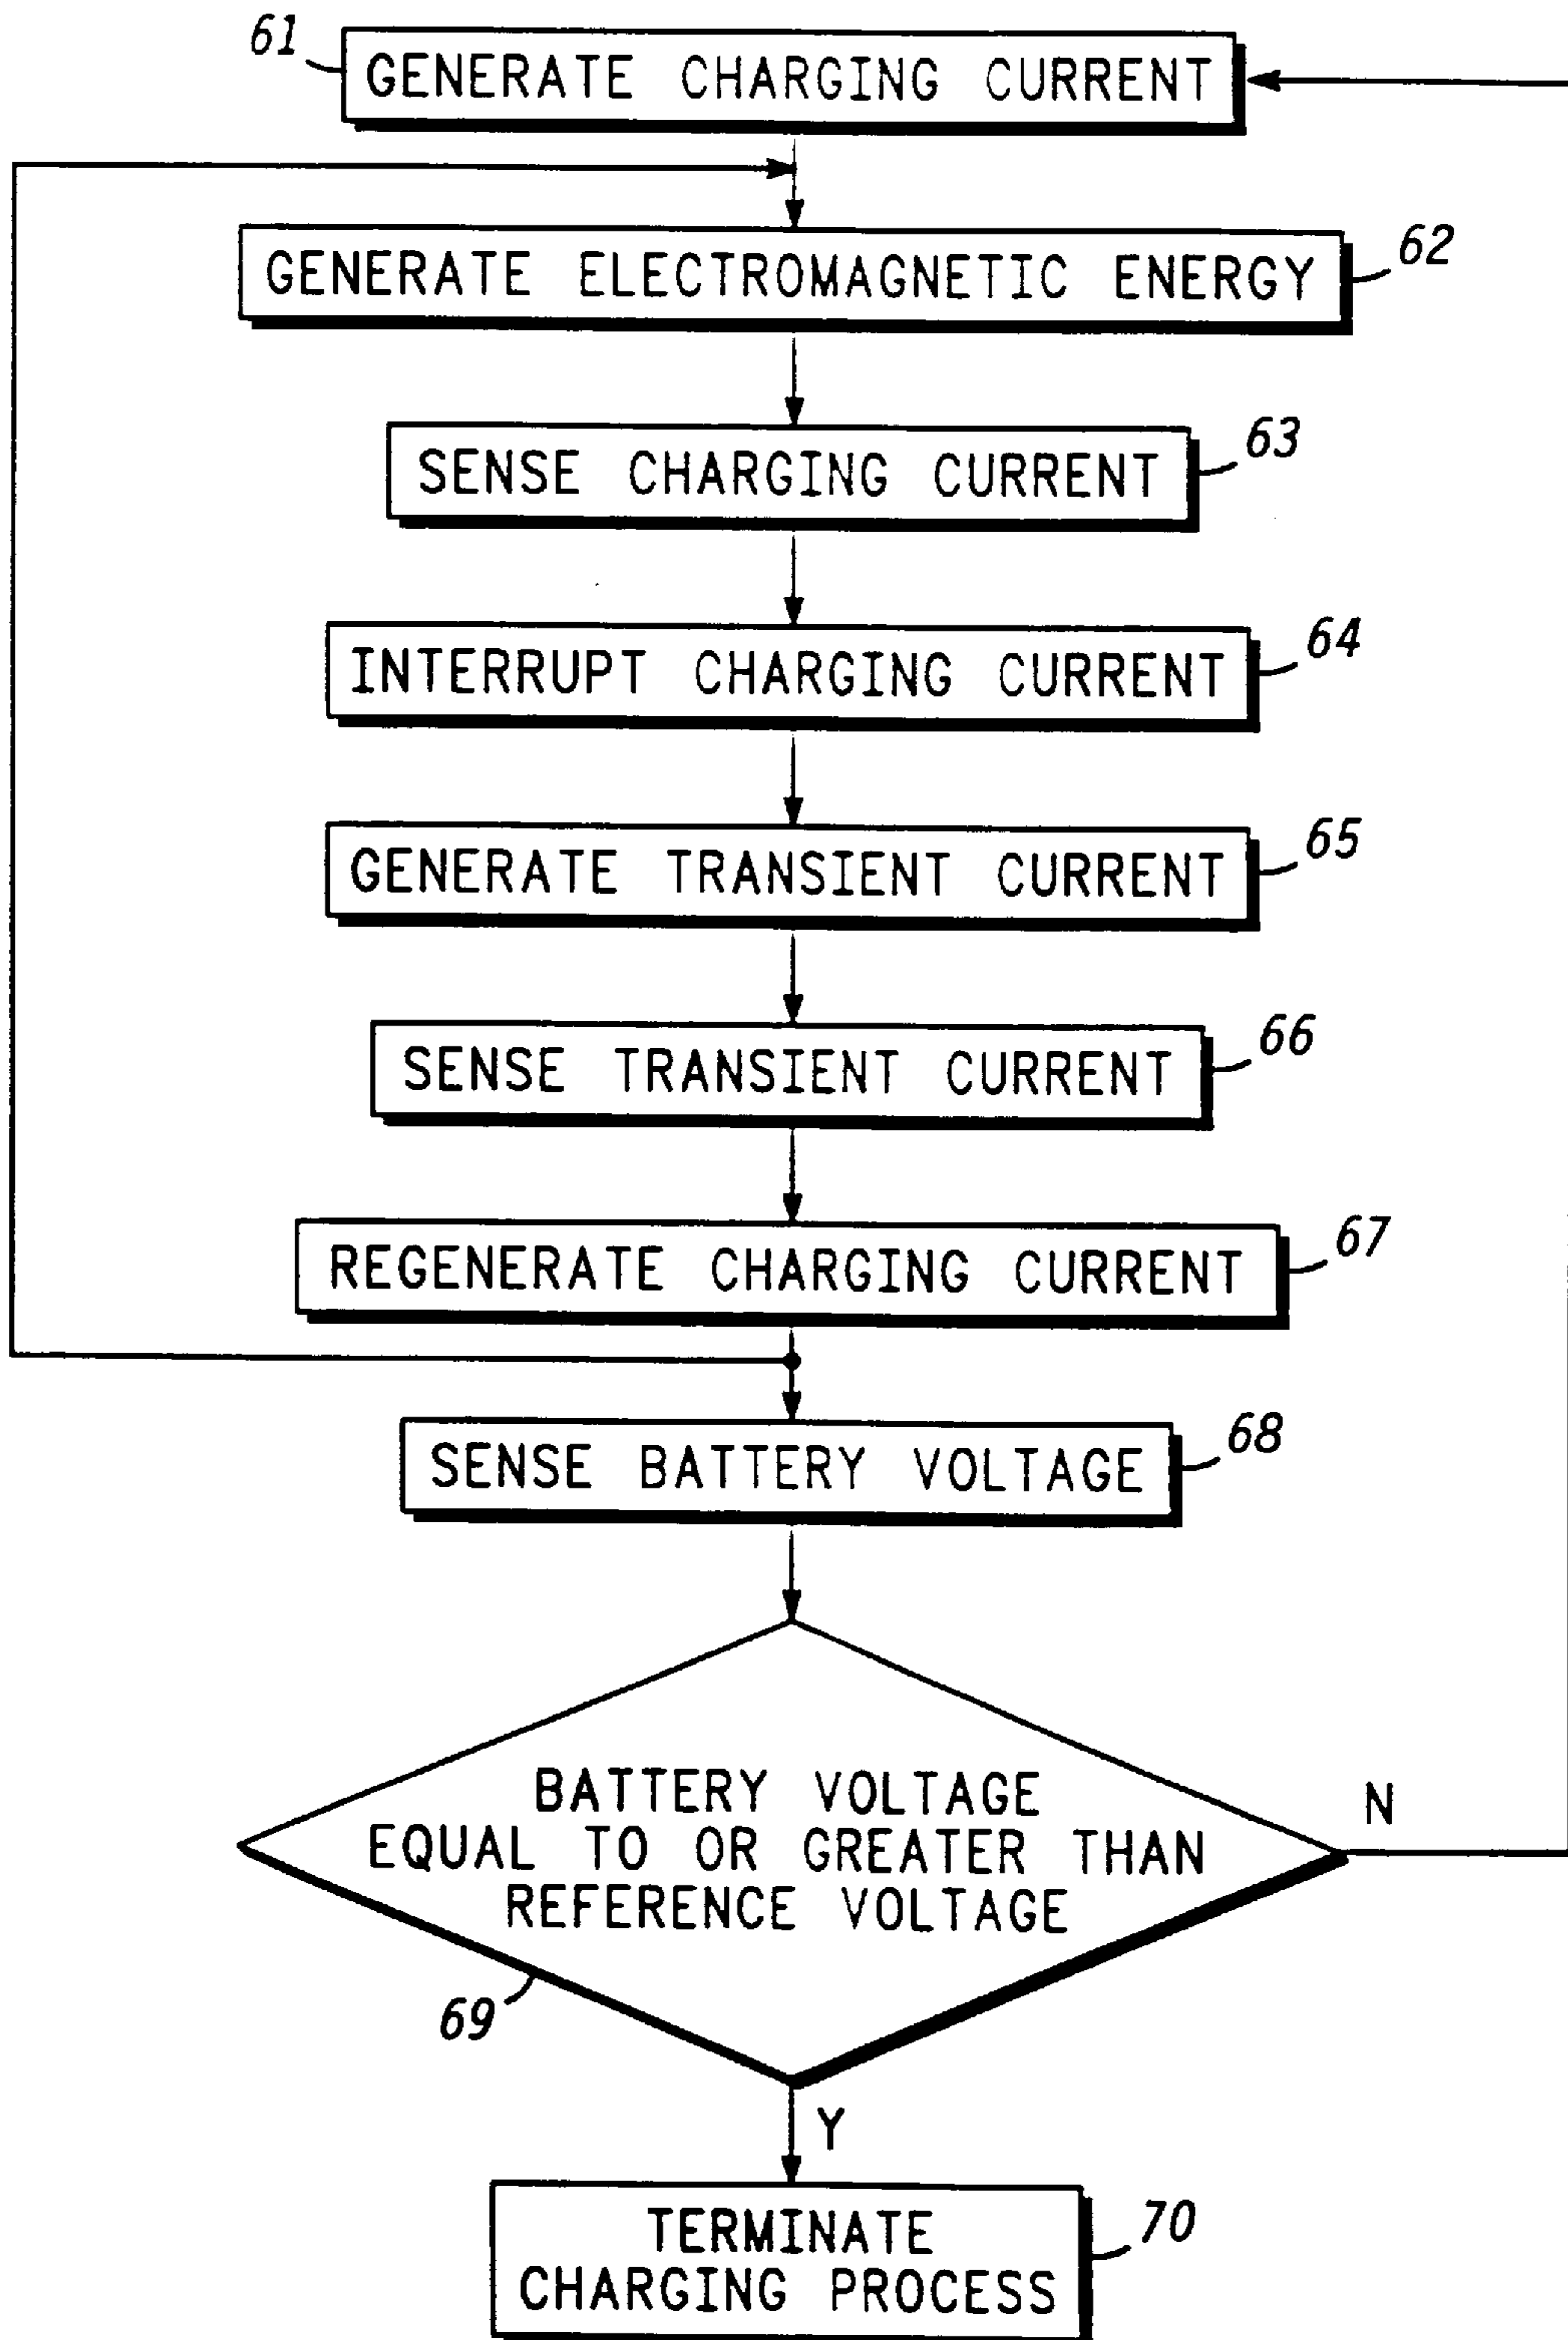 61
GENERATE CHARGING CURRENT
GENERATE ELECTROMAGNETIC ENERGY
62
SENSE CHARGING CURRENT
63
INTERRUPT CHARGING CURRENT
64
GENERATE TRANSIENT CURRENT
65
SENSE TRANSIENT CURRENT
66
REGENERATE CHARGING CURRENT
67
SENSE BATTERY VOLTAGE
68
BATTERY VOLTAGE
EQUAL TO OR GREATER THAN
REFERENCE VOLTAGE
N
69
Y
TERMINATE
CHARGING PROCESS
70